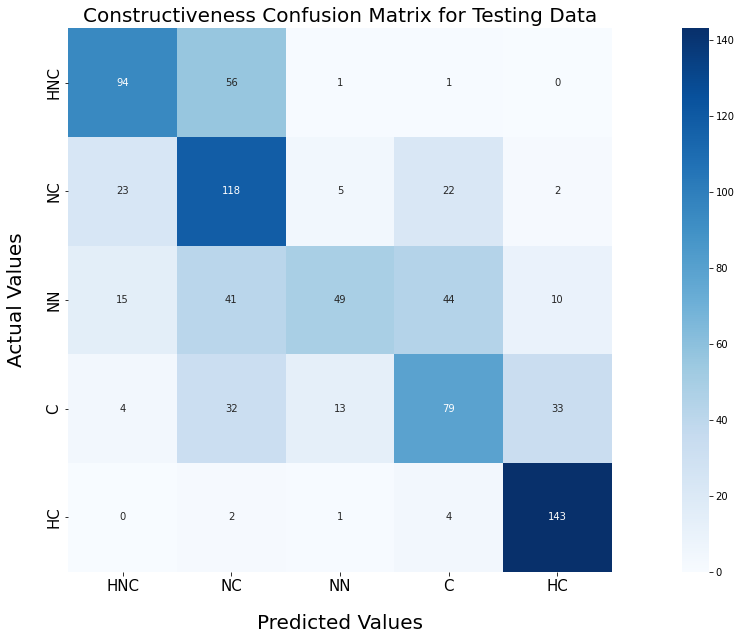 Constructiveness Confusion Matrix for Testing Data
Actual Values
HNC 94 56 1 1 0
NC 23 118 5 22 2
NN 15 41 49 44 10
C 4 32 13 79 33
HC 0 2 1 4 143
HNC NC NN C HC
Predicted Values
140
120
100
80
60
40
20
0